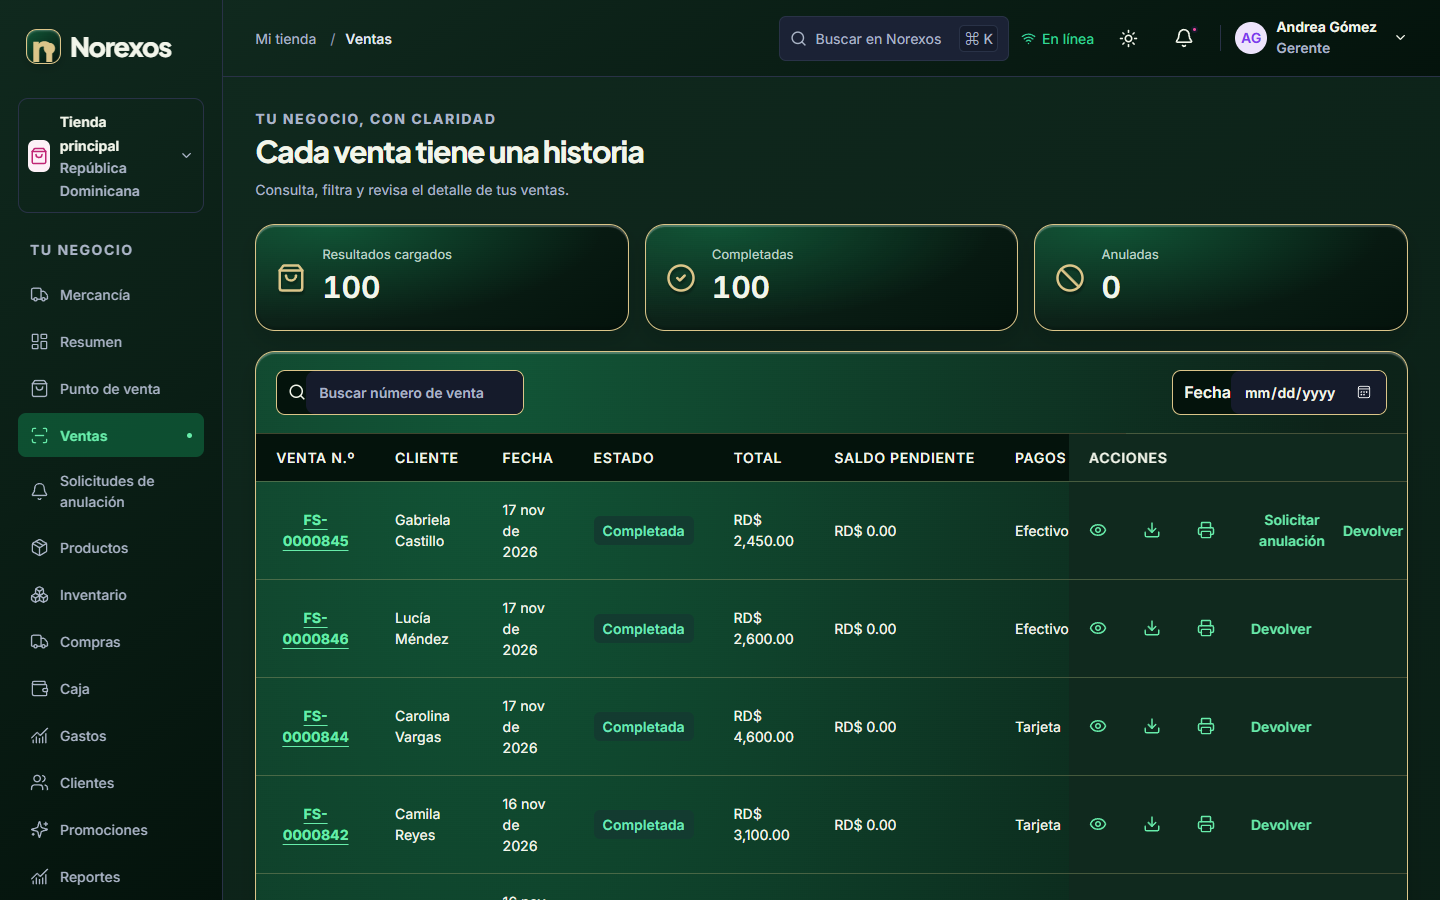 Norexos
Mi tienda / Ventas
Buscar en Norexos ⌘ K
En línea
AG
Andrea Gómez
Gerente
Tienda
principal
República
Dominicana
TU NEGOCIO
Mercancía
Resumen
Punto de venta
Ventas
Solicitudes de
anulación
Productos
Inventario
Compras
Caja
Gastos
Clientes
Promociones
Reportes
TU NEGOCIO, CON CLARIDAD
Cada venta tiene una historia
Consulta, filtra y revisa el detalle de tus ventas.
Resultados cargados
100
Completadas
100
Anuladas
0
Buscar número de venta
Fecha mm/dd/yyyy
VENTA N.º CLIENTE FECHA ESTADO TOTAL SALDO PENDIENTE PAGOS ACCIONES
FS-
0000845
Gabriela
Castillo
17 nov
de
2026
Completada
RD$
2,450.00
RD$ 0.00
Efectivo
Solicitar
anulación
Devolver
FS-
0000846
Lucía
Méndez
17 nov
de
2026
Completada
RD$
2,600.00
RD$ 0.00
Efectivo
Devolver
FS-
0000844
Carolina
Vargas
17 nov
de
2026
Completada
RD$
4,600.00
RD$ 0.00
Tarjeta
Devolver
FS-
0000842
Camila
Reyes
16 nov
de
2026
Completada
RD$
3,100.00
RD$ 0.00
Tarjeta
Devolver